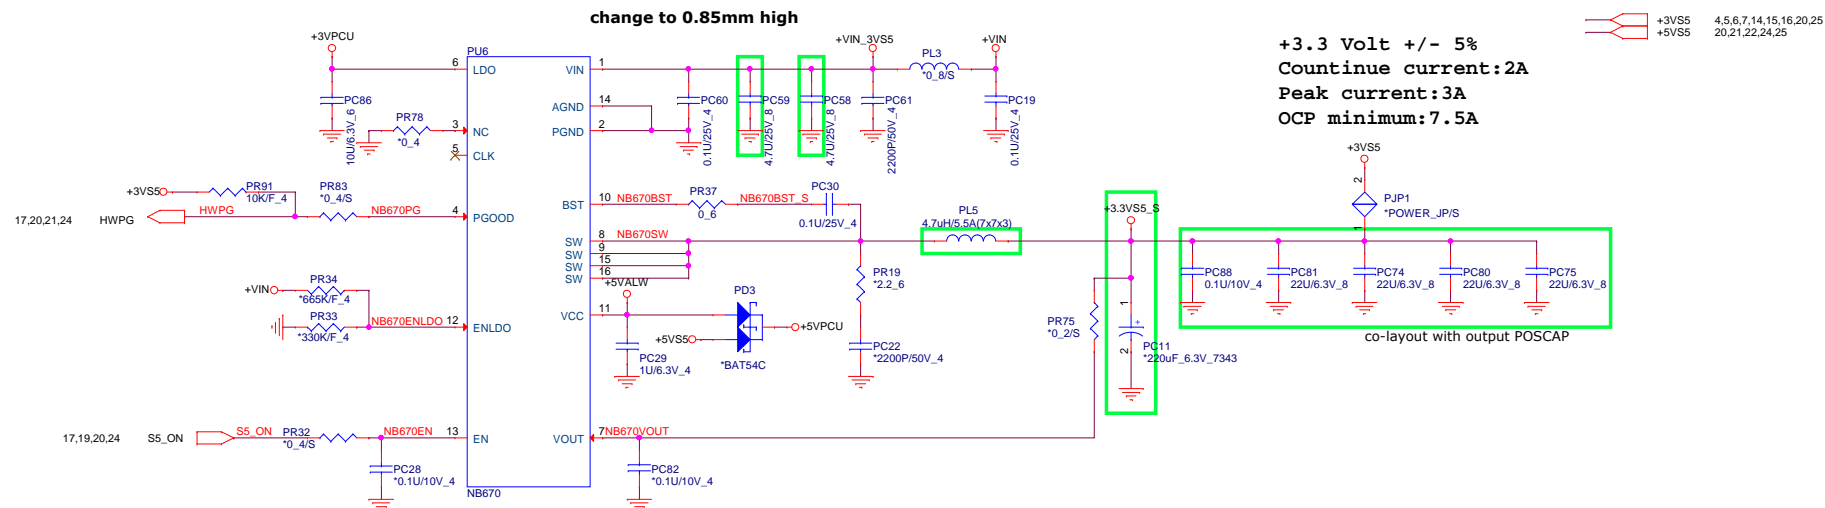 change to 0.85mm high
+3VS5 4,5,6,7,14,15,16,20,25
+5VS5 20,21,22,24,25
+3.3 Volt +/- 5%
Countinue current:2A
Peak current:3A
OCP minimum:7.5A
+3VPCU
PU6
6 LDO
PC86
10U/6.3V_6
PR78
*0_4
3 NC
5 CLK
+3VS5
PR91
10K/F_4
PR83
*0_4/S
17,20,21,24 HWPG
HWPG
NB670PG
4 PGOOD
+VIN
PR34
*665K/F_4
PR33
*330K/F_4
NB670ENLDO
12 ENLDO
17,19,20,24 S5_ON
S5_ON
PR32
*0_4/S
NB670EN
13 EN
PC28
*0.1U/10V_4
NB670
VIN 1
AGND 14
PGND 2
PC60
0.1U/25V_4
PC59
4.7U/25V_8
PC58
4.7U/25V_8
+VIN_3VS5
PC61
2200P/50V_4
PL3
*0_8/S
+VIN
PC19
0.1U/25V_4
BST 10
NB670BST
PR37
0_6
NB670BST_S
PC30
0.1U/25V_4
SW 8
NB670SW
SW 9
SW 15
SW 16
PL5
4.7uH/5.5A(7x7x3)
PR19
*2.2_6
PC22
*2200P/50V_4
+5VALW
VCC 11
PC29
1U/6.3V_4
PD3
+5VS5
+5VPCU
*BAT54C
VOUT 7
NB670VOUT
PC82
*0.1U/10V_4
PR75
*0_2/S
+3.3VS5_S
1
+
2
PC11
*220uF_6.3V_7343
+3VS5
2
PJP1
*POWER_JP/S
1
PC88
0.1U/10V_4
PC81
22U/6.3V_8
PC74
22U/6.3V_8
PC80
22U/6.3V_8
PC75
22U/6.3V_8
co-layout with output POSCAP